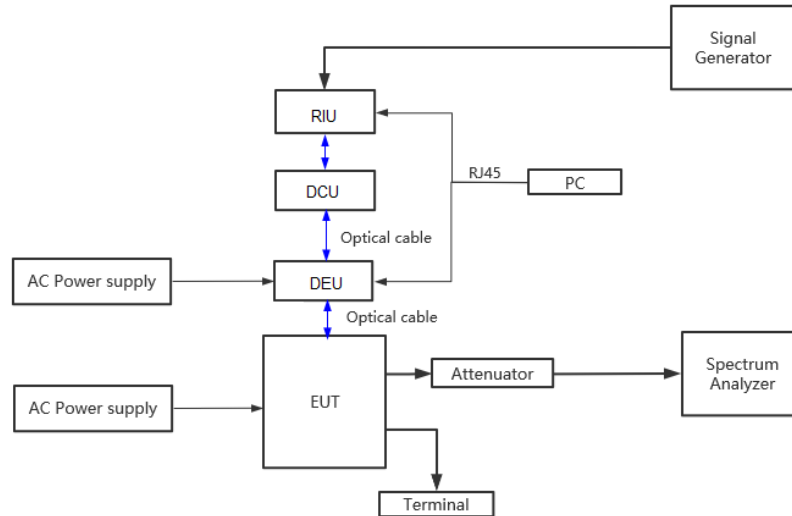 Signal
Generator
RIU
RJ45
PC
DCU
Optical cable
AC Power supply
DEU
Optical cable
AC Power supply
EUT
Attenuator
Spectrum
Analyzer
Terminal